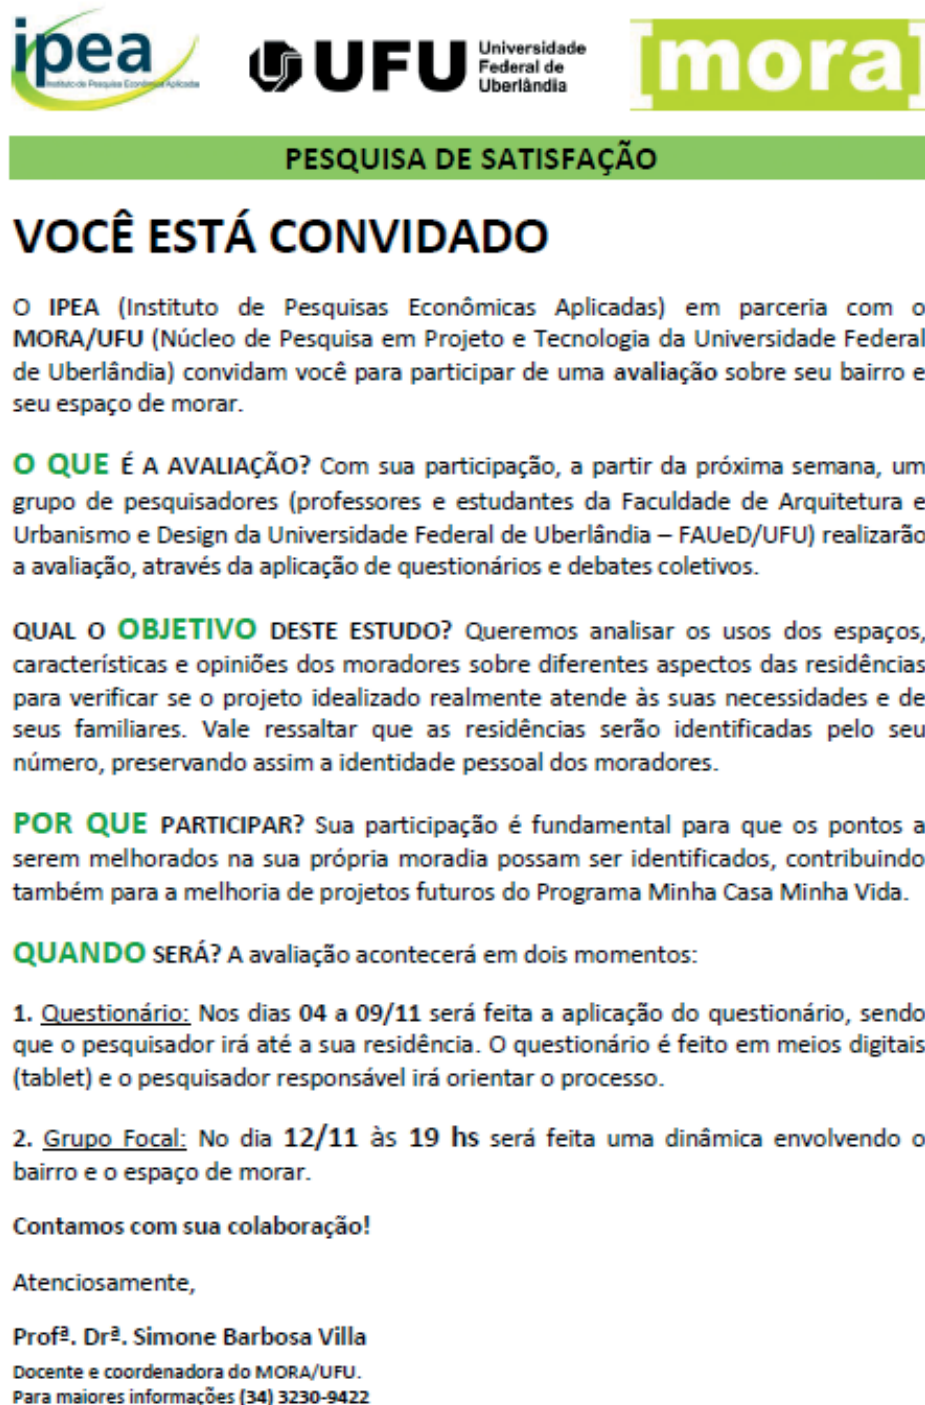 ipea
Instituto de Pesquisa Econômica Aplicada
UFU Universidade
Federal de
Uberlândia
[mora]
PESQUISA DE SATISFAÇÃO
VOCÊ ESTÁ CONVIDADO
O IPEA (Instituto de Pesquisas Econômicas Aplicadas) em parceria com o
MORA/UFU (Núcleo de Pesquisa em Projeto e Tecnologia da Universidade Federal
de Uberlândia) convidam você para participar de uma avaliação sobre seu bairro e
seu espaço de morar.
O QUE É A AVALIAÇÃO? Com sua participação, a partir da próxima semana, um
grupo de pesquisadores (professores e estudantes da Faculdade de Arquitetura e
Urbanismo e Design da Universidade Federal de Uberlândia – FAUeD/UFU) realizarão
a avaliação, através da aplicação de questionários e debates coletivos.
QUAL O OBJETIVO DESTE ESTUDO? Queremos analisar os usos dos espaços,
características e opiniões dos moradores sobre diferentes aspectos das residências
para verificar se o projeto idealizado realmente atende às suas necessidades e de
seus familiares. Vale ressaltar que as residências serão identificadas pelo seu
número, preservando assim a identidade pessoal dos moradores.
POR QUE PARTICIPAR? Sua participação é fundamental para que os pontos a
serem melhorados na sua própria moradia possam ser identificados, contribuindo
também para a melhoria de projetos futuros do Programa Minha Casa Minha Vida.
QUANDO SERÁ? A avaliação acontecerá em dois momentos:
1. Questionário: Nos dias 04 a 09/11 será feita a aplicação do questionário, sendo
que o pesquisador irá até a sua residência. O questionário é feito em meios digitais
(tablet) e o pesquisador responsável irá orientar o processo.
2. Grupo Focal: No dia 12/11 às 19 hs será feita uma dinâmica envolvendo o
bairro e o espaço de morar.
Contamos com sua colaboração!
Atenciosamente,
Profª. Drª. Simone Barbosa Villa
Docente e coordenadora do MORA/UFU.
Para maiores informações (34) 3230-9422